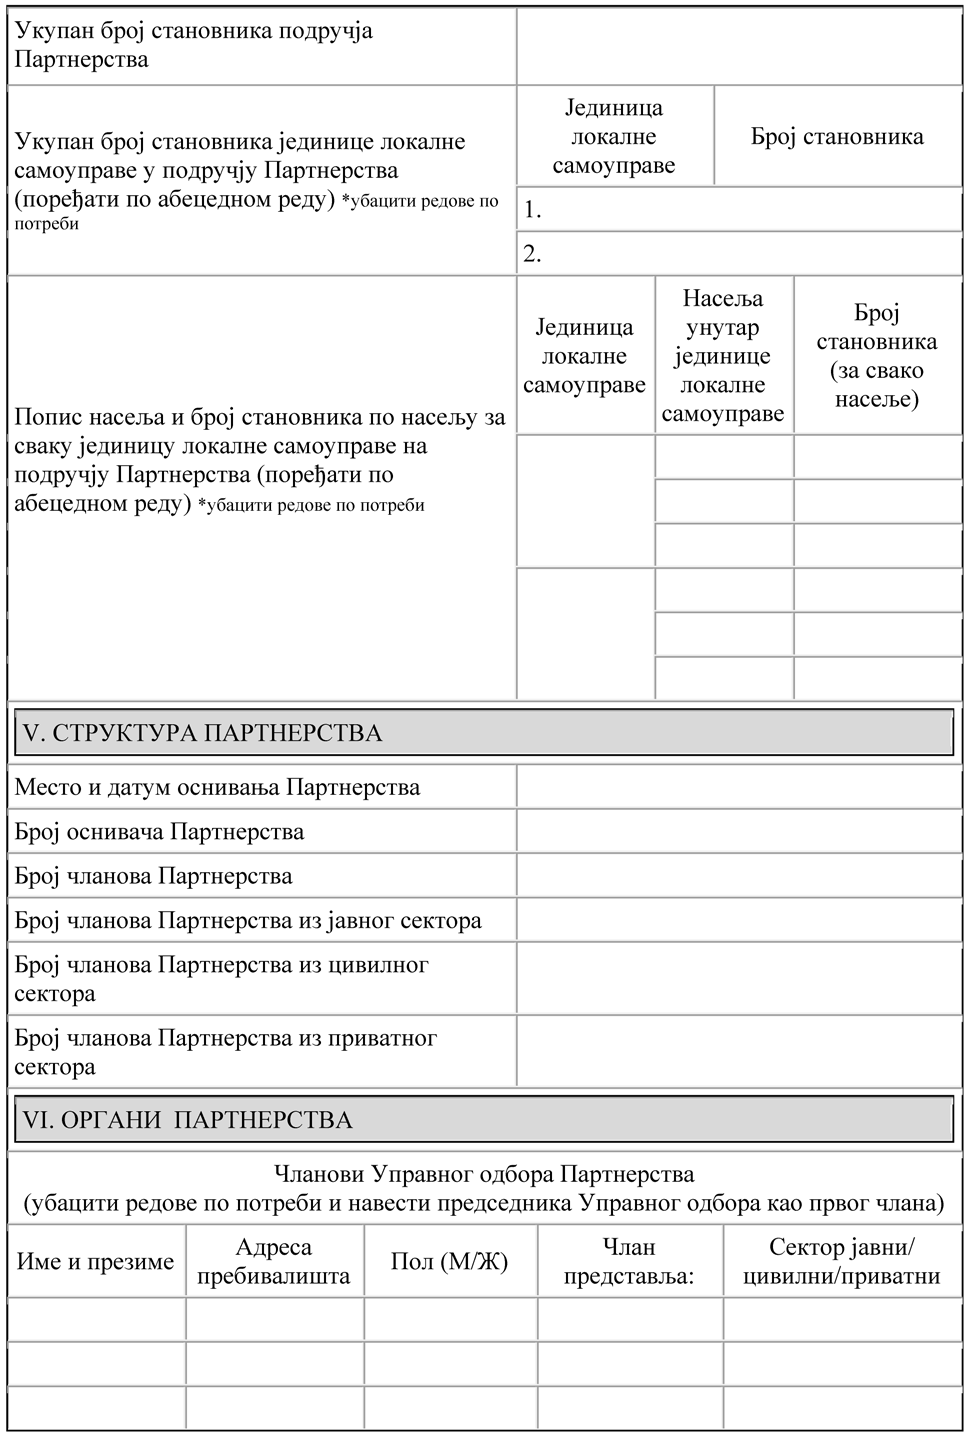 Укупан број становника подручја
Партнерства
Укупан број становника јединице локалне
самоуправе у подручју Партнерства
(поређати по абецедном реду) *убацити редове по
потреби
Јединица
локалне
самоуправе
Број становника
1.
2.
Попис насеља и број становника по насељу за
сваку јединицу локалне самоуправе на
подручју Партнерства (поређати по
абецедном реду) *убацити редове по потреби
Јединица
локалне
самоуправе
Насеља
унутар
јединице
локалне
самоуправе
Број
становника
(за свако
насеље)
V. СТРУКТУРА ПАРТНЕРСТВА
Место и датум оснивања Партнерства
Број оснивача Партнерства
Број чланова Партнерства
Број чланова Партнерства из јавног сектора
Број чланова Партнерства из цивилног
сектора
Број чланова Партнерства из приватног
сектора
VI. ОРГАНИ ПАРТНЕРСТВА
Чланови Управног одбора Партнерства
(убацити редове по потреби и навести председника Управног одбора као првог члана)
Име и презиме
Адреса
пребивалишта
Пол (М/Ж)
Члан
представља:
Сектор јавни/
цивилни/приватни